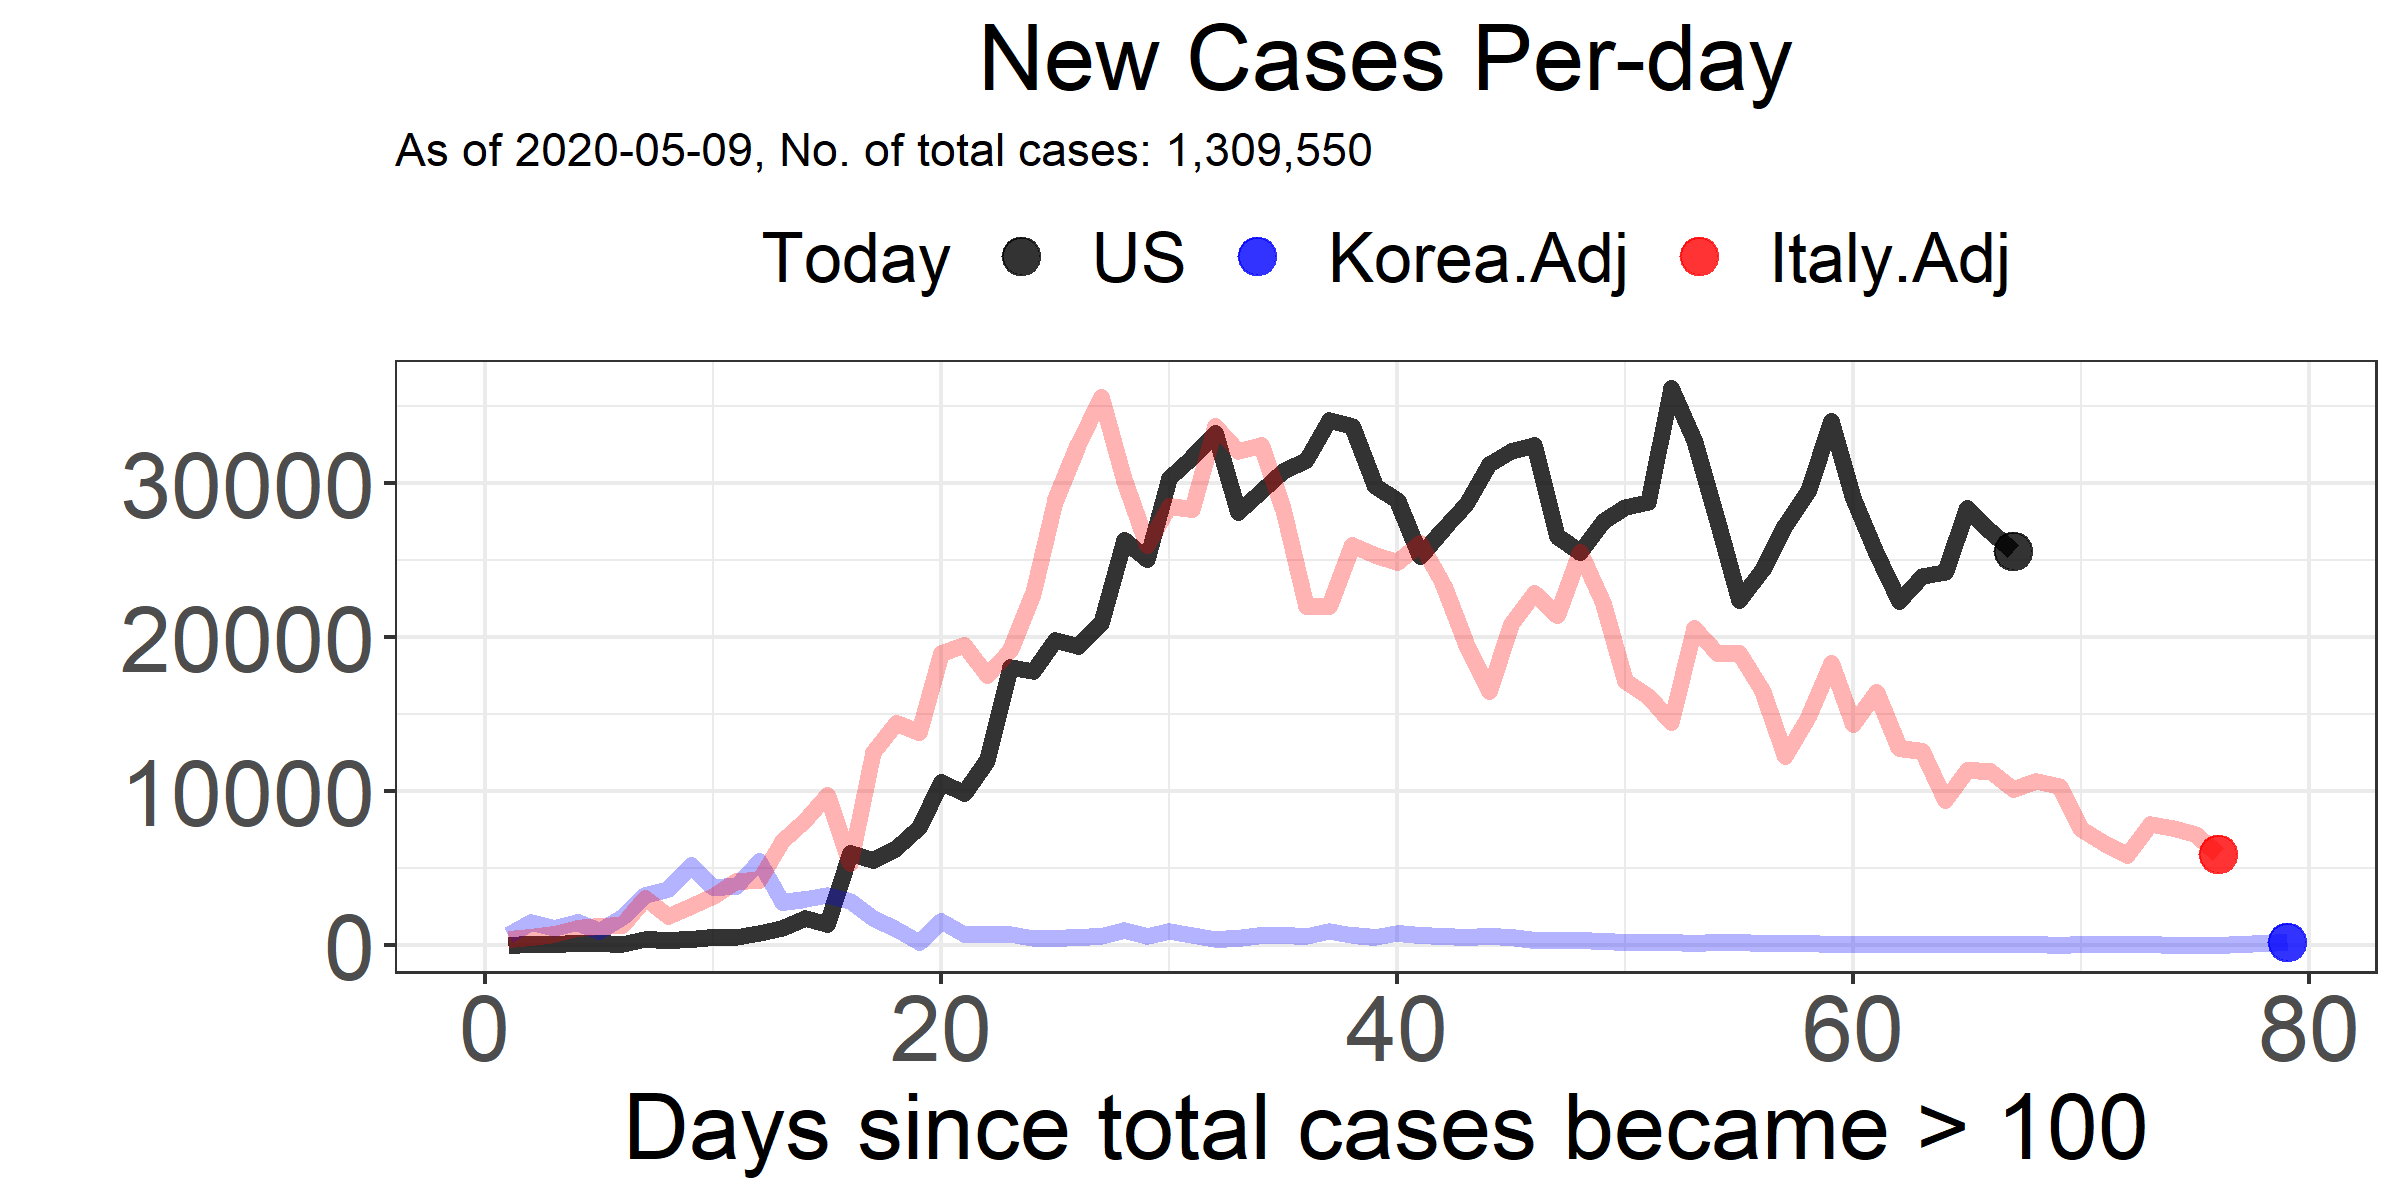 New Cases Per-day
As of 2020-05-09, No. of total cases: 1,309,550
Today US Korea.Adj Italy.Adj
30000
20000
10000
0
0 20 40 60 80
Days since total cases became > 100